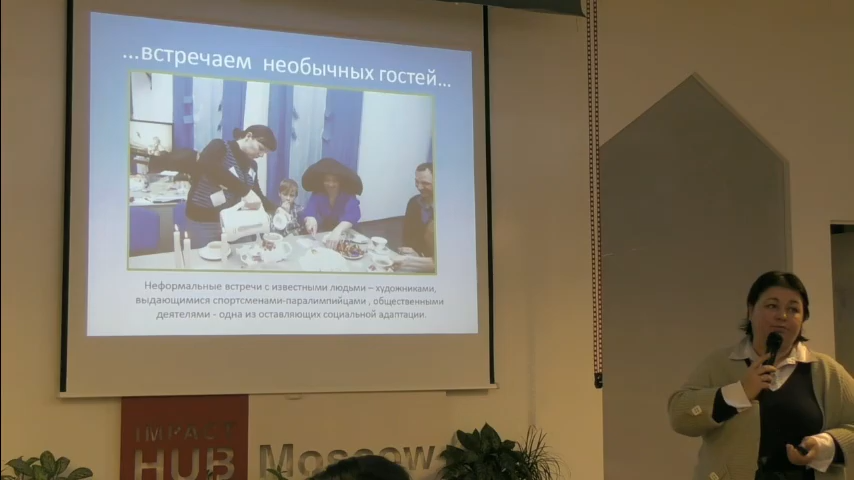 ...встречаем необычных гостей...
Неформальные встречи с известными людьми – художниками,
выдающимися спортсменами-паралимпийцами , общественными
деятелями - одна из оставляющих социальной адаптации.
IMPACT
HUB Moscow